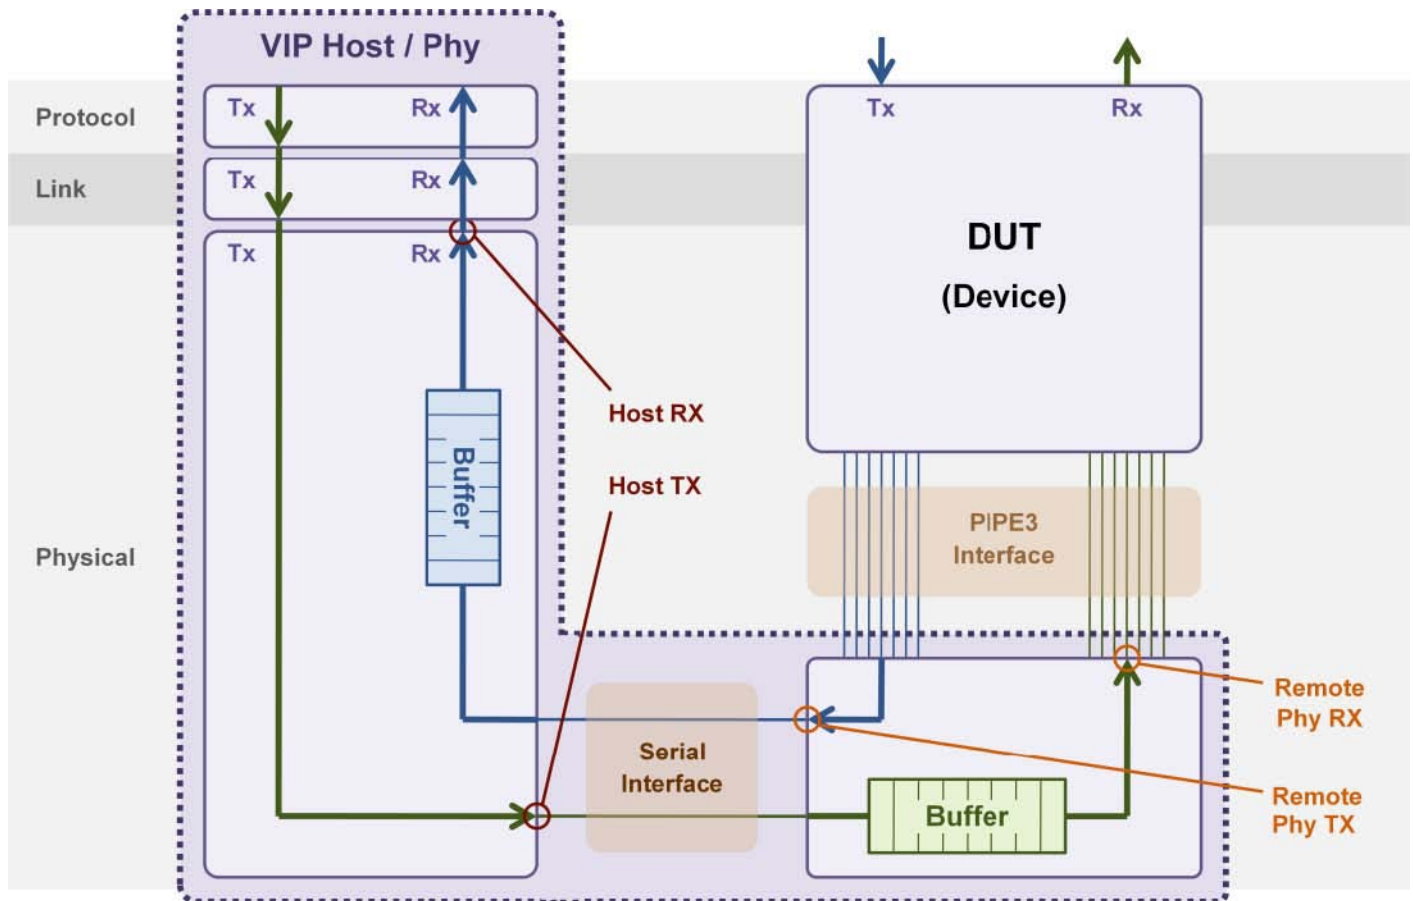 VIP Host / Phy
Protocol
Tx
Rx
Tx
Rx
Link
Tx
Rx
Tx
Rx
DUT
(Device)
Host RX
Buffer
Host TX
Physical
PIPE3
Interface
Remote
Phy RX
Serial
Interface
Buffer
Remote
Phy TX